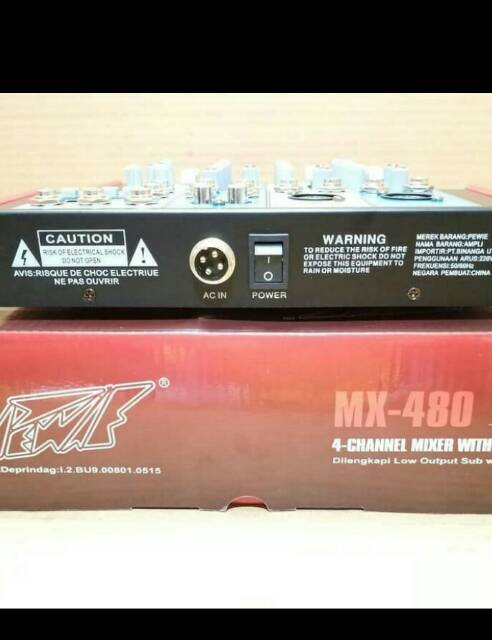 CAUTION
RISK OF ELECTRICAL SHOCK
DO NOT OPEN
AVIS:RISQUE DE CHOC ELECTRIUE
NE PAS OUVRIR
AC IN
I
O
POWER
WARNING
TO REDUCE THE RISK OF FIRE
OR ELECTRIC SHOCK DO NOT
EXPOSE THIS EQUIPMENT TO
RAIN OR MOISTURE
MEREK BARANG:PEWIE
NAMA BARANG:AMPLI
IMPORTIR:PT.BINANGA
PENGGUNAAN ARUS:220V
FREKUENSI:50/60Hz
NEGARA PEMBUAT:CHINA
PEWIE®
Deprindag:I.2.BU9.00801.0515
MX-480
4-CHANNEL MIXER WITH
Dilengkapi Low Output Sub